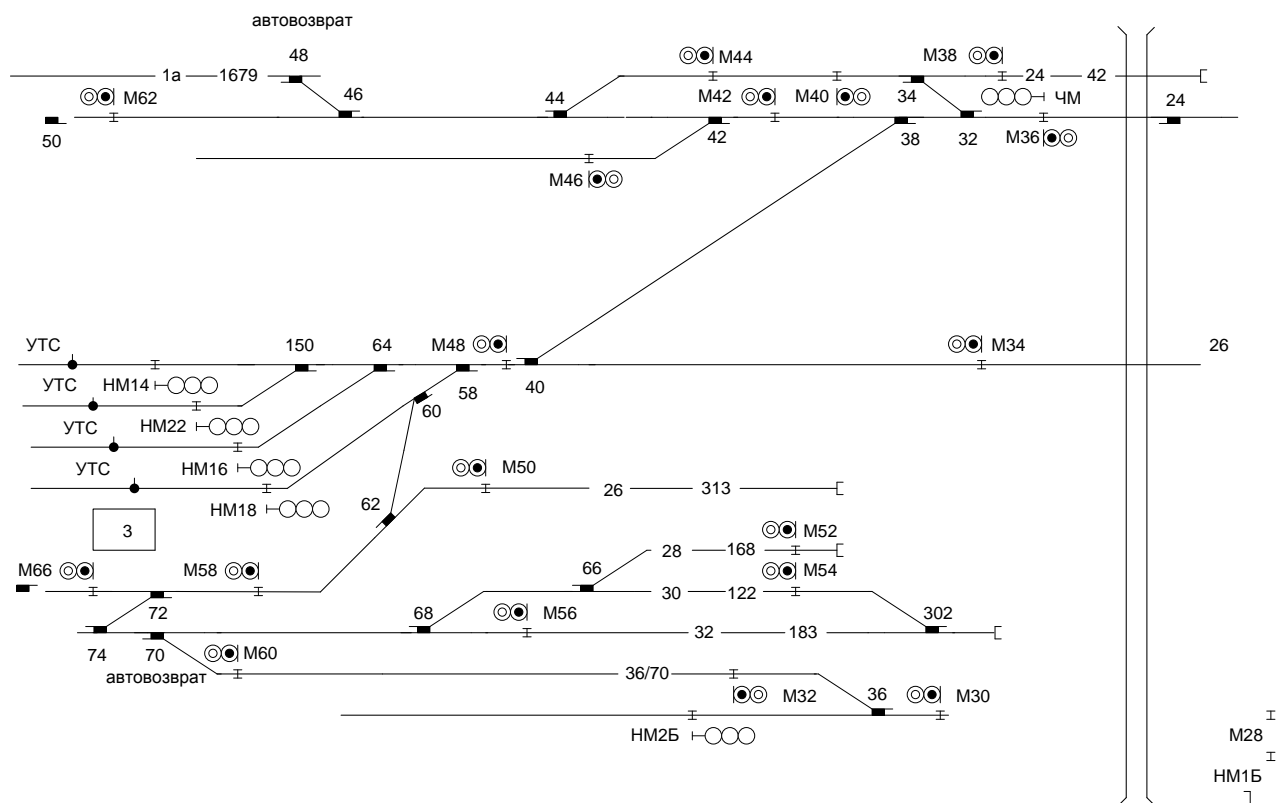 автовозврат
48 М44 М38
1а 1679 24 42
М62 46 44 М42 М40 34 ЧМ 24
50 42 38 32 М36
М46
УТС 150 64 М48 М34 26
УТС НМ14 58 40
УТС НМ22 60
УТС НМ16 М50
НМ18 62 26 313
3 М52
М66 М58 66 28 168 М54
72 68 М56 30 122 302
74 70 32 183
автовозврат М60
36/70
М32 36 М30
НМ2Б М28
НМ1Б